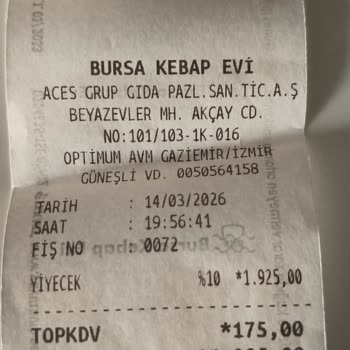 BURSA KEBAP EVİ
ACES GRUP GIDA PAZL.SAN.TİC.A.Ş
BEYAZEVLER MH. AKÇAY CD.
NO:101/103-1K-016
OPTİMUM AVM GAZİEMİR/İZMİR
GÜNEŞLİ VD. 0050564158
TARİH : 14/03/2026
SAAT : 19:56:41
FİŞ NO : 0072
YİYECEK %10 *1.925,00
TOPKDV *175,00